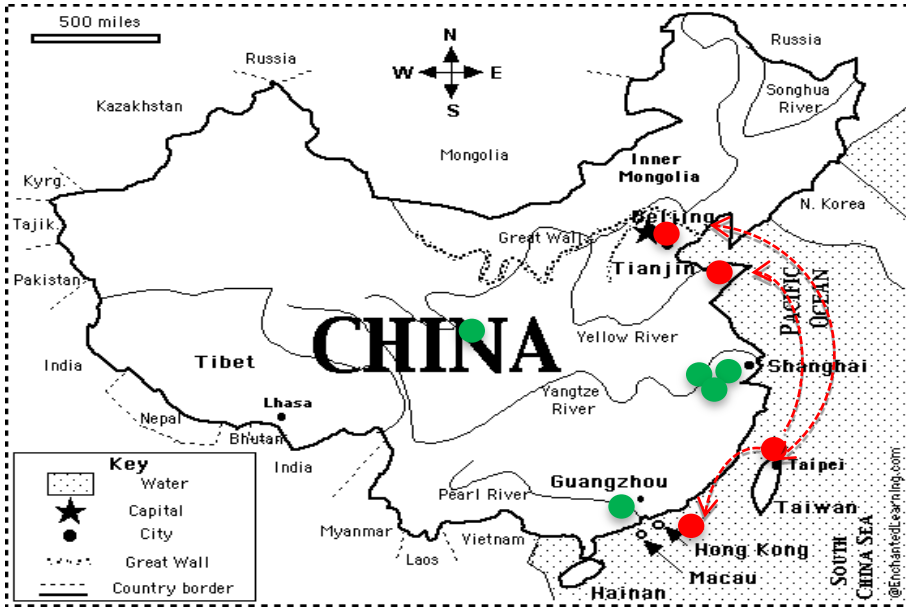 500 miles
N
W E
S
Russia
Russia
Kazakhstan
Songhua
River
Mongolia
Inner
Mongolia
Kyrg.
Tajik.
N. Korea
Beijing
Great Wall
Tianjin
Pakistan
PACIFIC
OCEAN
CHINA
Yellow River
India
Tibet
Shanghai
Yangtze
River
Lhasa
Nepal
Bhutan
India
Taipei
Key
Water
Capital
City
Great Wall
Country border
Pearl River
Guangzhou
Taiwan
Myanmar
Laos
Vietnam
Hong Kong
Macau
Hainan
SOUTH
CHINA SEA
@EnchantedLearning.com